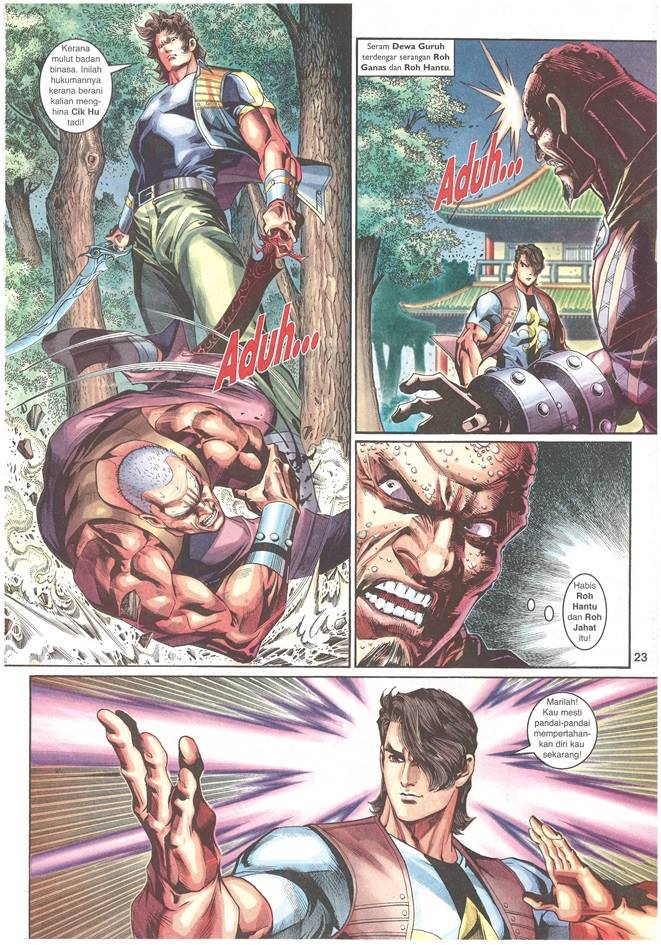 Kerana
mulut badan
binasa. Inilah
hukumannya
kerana berani
kalian meng-
hina Cik Hu
tadi!
Aduh...
Seram Dewa Guruh
terdengar serangan Roh
Ganas dan Roh Hantu.
Aduh...
Habis
Roh
Hantu
dan Roh
Jahat
itu!
23
Marilah!
Kau mesti
pandai-pandai
mempertahan-
kan diri kau
sekarang!